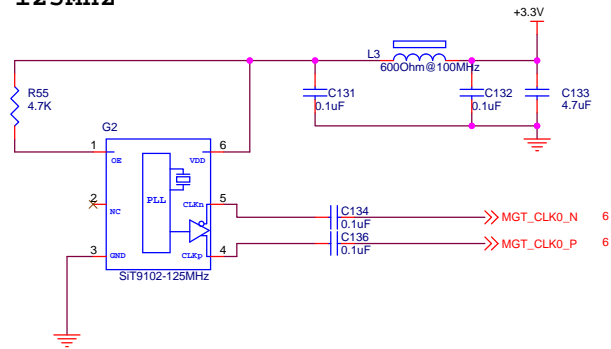 125MHz
+3.3V
L3
600Ohm@100MHz
R55
4.7K
C131
0.1uF
C132
0.1uF
C133
4.7uF
G2
1
OE
VDD
6
2
NC
PLL
CLKn
5
3
GND
CLKp
4
SiT9102-125MHz
C134
0.1uF
MGT_CLK0_N 6
C136
0.1uF
MGT_CLK0_P 6